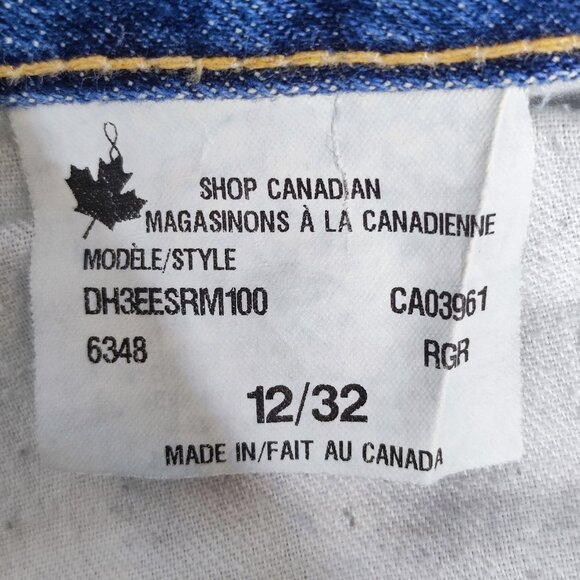 SHOP CANADIAN
MAGASINONS À LA CANADIENNE
MODÈLE/STYLE
DH3EESRM100 CA03961
6348 RGR
12/32
MADE IN/FAIT AU CANADA